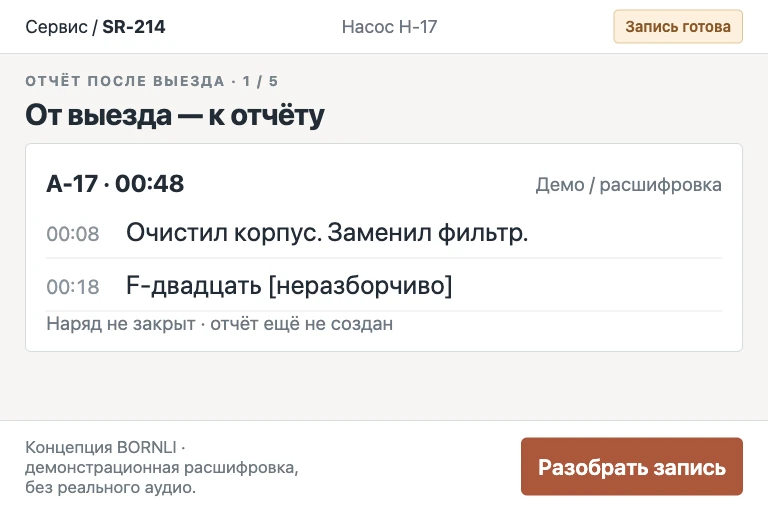 Сервис / SR-214
Насос Н-17
Запись готова
ОТЧЁТ ПОСЛЕ ВЫЕЗДА · 1 / 5
От выезда — к отчёту
А-17 · 00:48
Демо / расшифровка
00:08 Очистил корпус. Заменил фильтр.
00:18 F-двадцать [неразборчиво]
Наряд не закрыт · отчёт ещё не создан
Концепция BORNLI ·
демонстрационная расшифровка,
без реального аудио.
Разобрать запись